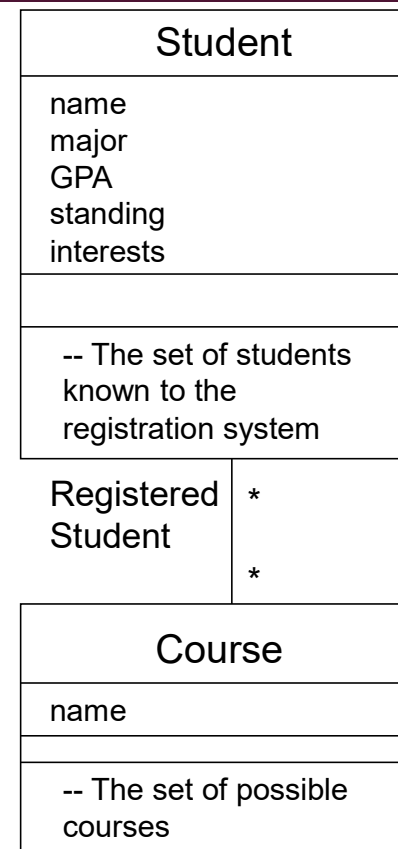 Student
name
major
GPA
standing
interests
-- The set of students
known to the
registration system
Registered
Student
*
*
Course
name
-- The set of possible
courses